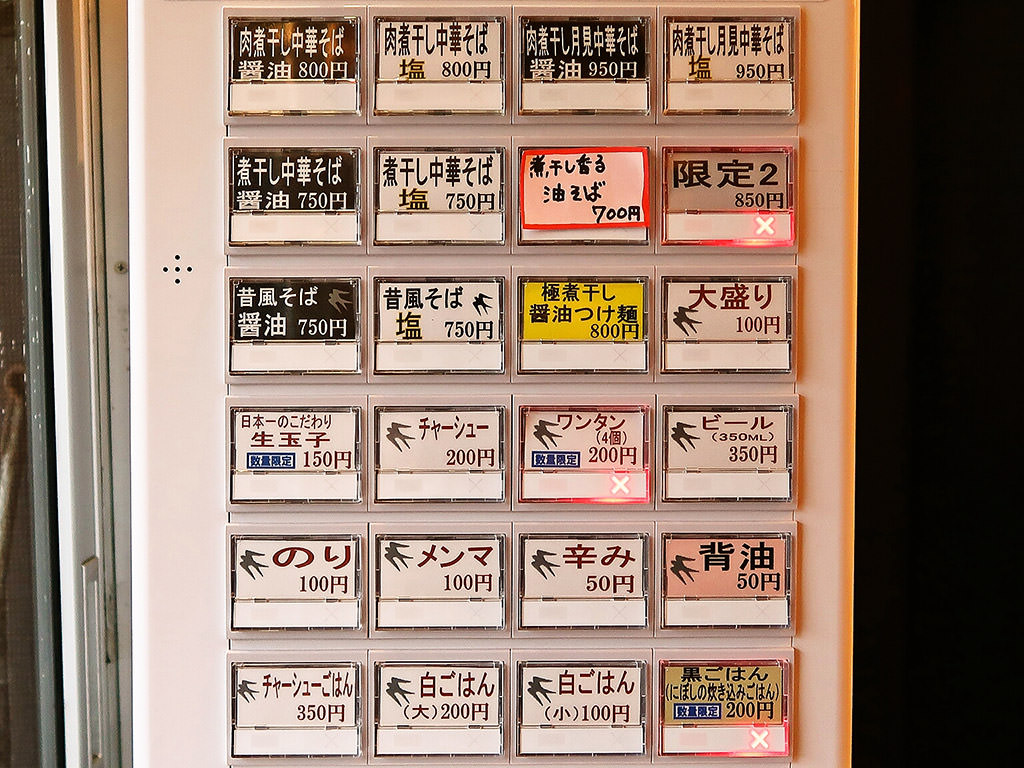 肉煮干し中華そば
醤油 800円
肉煮干し中華そば
塩 800円
肉煮干し月見中華そば
醤油 950円
肉煮干し月見中華そば
塩 950円
煮干し中華そば
醤油 750円
煮干し中華そば
塩 750円
煮干し香る
油そば
700円
限定2
850円
×
昔風そば
醤油 750円
昔風そば
塩 750円
極煮干し
醤油つけ麺
800円
大盛り
100円
日本一のこだわり
生玉子
数量限定 150円
チャーシュー
200円
ワンタン
(4個)
数量限定 200円
×
ビール
(350ML)
350円
のり
100円
メンマ
100円
辛み
50円
背油
50円
チャーシューごはん
350円
白ごはん
(大)200円
白ごはん
(小)100円
黒ごはん
(にぼしの炊き込みごはん)
数量限定 200円
×